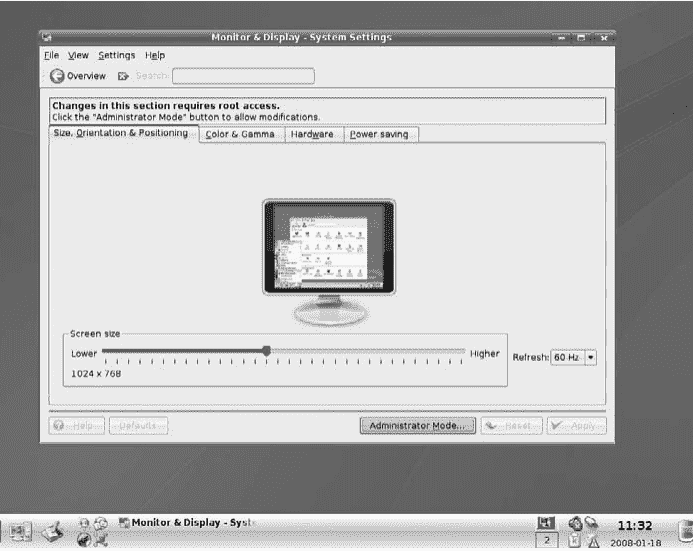 Monitor & Display - System Settings
File View Settings Help
Overview Search:
Changes in this section requires root access.
Click the "Administrator Mode" button to allow modifications.
Size, Orientation & Positioning Color & Gamma Hardware Power saving
Screen size
Lower Higher Refresh: 60 Hz
1024 x 768
Help Defaults Administrator Mode... Reset Apply
Monitor & Display - Syste
11:32
2 2008-01-18